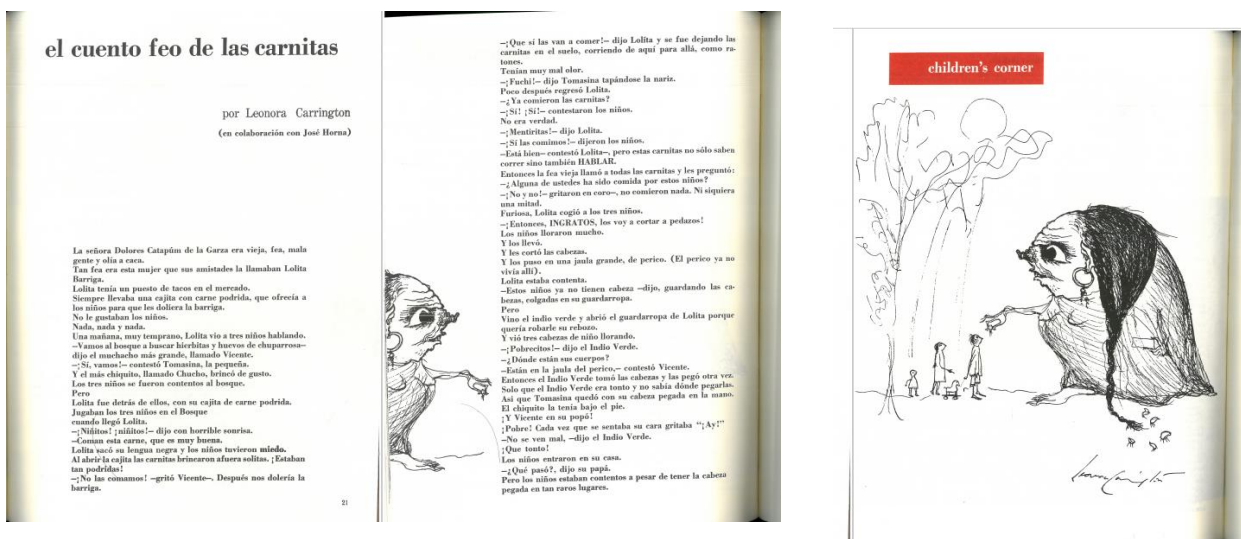 el cuento feo de las carnitas
por Leonora Carrington
(en colaboración con José Horna)
La señora Dolores Catapúm de la Garza era vieja, fea, mala
gente y olía a caca.
Tan fea era esta mujer que sus amistades la llamaban Lolita
Barriga.
Lolita tenía un puesto de tacos en el mercado.
Siempre llevaba una cajita con carne podrida, que ofrecía a
los niños para que les doliera la barriga.
No le gustaban los niños.
Nada, nada y nada.
Una mañana, muy temprano, Lolita vio a tres niños hablando.
—Vamos al bosque a buscar hierbitas y huevos de chuparrosa—
dijo el muchacho más grande, llamado Vicente.
—¡Sí, vamos!— contestó Tomasina, la pequeña.
Y el más chiquito, llamado Chucho, brincó de gusto.
Los tres niños se fueron contentos al bosque.
Pero
Lolita fue detrás de ellos, con su cajita de carne podrida.
Jugaban los tres niños en el Bosque
cuando llegó Lolita.
—¡Niñitos! ¡niñitos!— dijo con horrible sonrisa.
—Coman esta carne, que es muy buena.
Lolita sacó su lengua negra y los niños tuvieron miedo.
Al abrir la cajita las carnitas brincaron afuera solitas. ¡Estaban
tan podridas!
—¡No las comamos! —gritó Vicente—. Después nos dolería la
barriga.
21
—¡Que sí las van a comer!— dijo Lolita y se fue dejando las
carnitas en el suelo, corriendo de aquí para allá, como ra-
tones.
Tenían muy mal olor.
—¡Fuchi!— dijo Tomasina tapándose la nariz.
Poco después regresó Lolita.
—¿Ya comieron las carnitas?
—¡Sí! ¡Sí!— contestaron los niños.
No era verdad.
—¡Mentiritas!— dijo Lolita.
—¡Sí las comimos!— dijeron los niños.
—Está bien— contestó Lolita—, pero estas carnitas no sólo saben
correr sino también HABLAR.
Entonces la fea vieja llamó a todas las carnitas y les preguntó:
—¿Alguna de ustedes ha sido comida por estos niños?
—¡No y no!— gritaron en coro—, no comieron nada. Ni siquiera
una mitad.
Furiosa, Lolita cogió a los tres niños.
—¡Entonces, INGRATOS, los voy a cortar a pedazos!
Los niños lloraron mucho.
Y los llevó.
Y les cortó las cabezas.
Y los puso en una jaula grande, de perico. (El perico ya no
vivía allí).
Lolita estaba contenta.
—Estos niños ya no tienen cabeza —dijo, guardando las ca-
bezas, colgadas en su guardarropa.
Pero
Vino el indio verde y abrió el guardarropa de Lolita porque
quería robarle su rebozo.
Y vió tres cabezas de niño llorando.
—¡Pobrecitos!— dijo el Indio Verde.
—¿Dónde están sus cuerpos?
—Están en la jaula del perico,— contestó Vicente.
Entonces el Indio Verde tomó las cabezas y las pegó otra vez.
Solo que el Indio Verde era tonto y no sabía dónde pegarlas.
Así que Tomasina quedó con su cabeza pegada en la mano.
El chiquito la tenía bajo el pie.
¡Y Vicente en su popó!
¡Pobre! Cada vez que se sentaba su cara gritaba "¡Ay!"
—No se ven mal, —dijo el Indio Verde.
¡Que tonto!
Los niños entraron en su casa.
—¿Qué pasó?, dijo su papá.
Pero los niños estaban contentos a pesar de tener la cabeza
pegada en tan raros lugares.
children's corner
Leonora Carrington